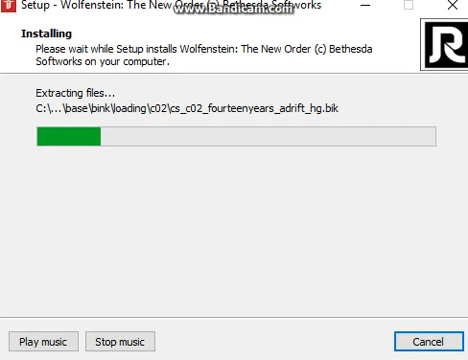 Setup - Wolfenstein: The New Order (c) Bethesda Softworks
www.Bandicam.com
Installing
Please wait while Setup installs Wolfenstein: The New Order (c) Bethesda
Softworks on your computer.
R
Extracting files...
C:\...\base\bink\loading\c02\cs_c02_fourteenyears_adrift_hg.bik
Play music
Stop music
Cancel